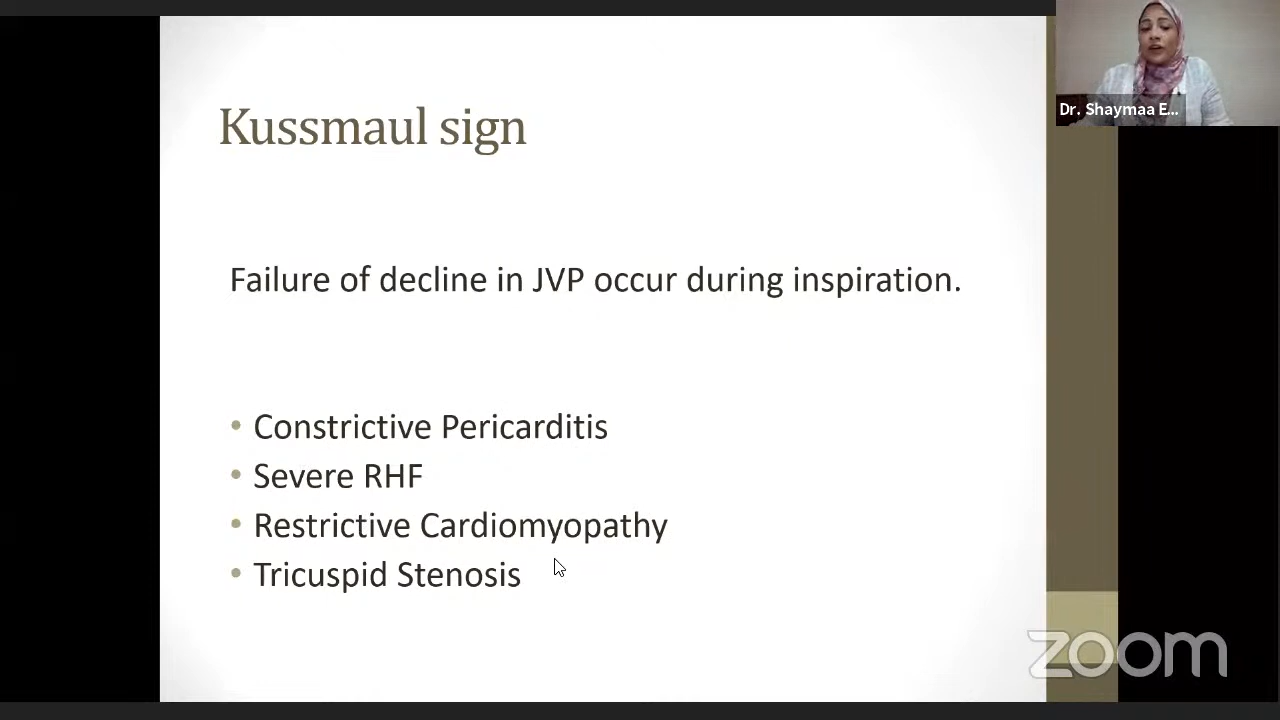 Kussmaul sign
Failure of decline in JVP occur during inspiration.
• Constrictive Pericarditis
• Severe RHF
• Restrictive Cardiomyopathy
• Tricuspid Stenosis
Dr. Shaymaa E...
zoom